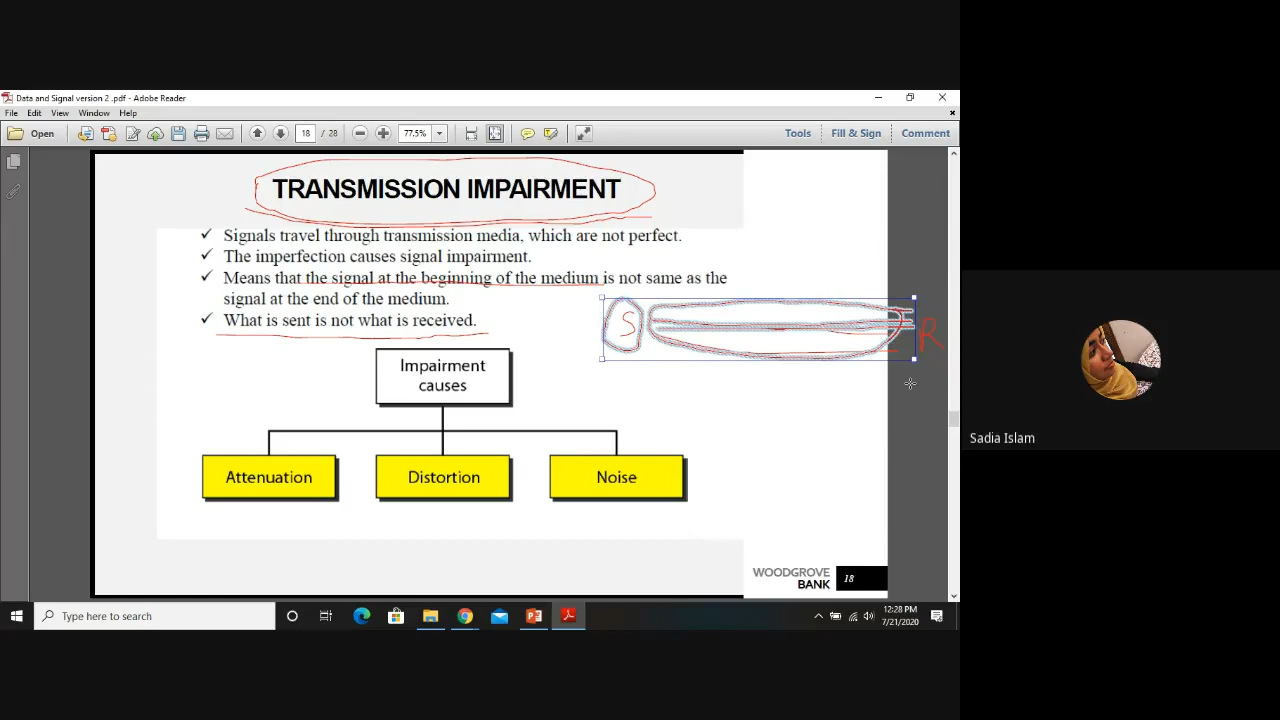 Data and Signal version 2 .pdf - Adobe Reader
File Edit View Window Help
Open 18 / 28 77.5% Tools Fill & Sign Comment
TRANSMISSION IMPAIRMENT
✓ Signals travel through transmission media, which are not perfect.
✓ The imperfection causes signal impairment.
✓ Means that the signal at the beginning of the medium is not same as the
signal at the end of the medium.
✓ What is sent is not what is received.
S R
Impairment
causes
Attenuation Distortion Noise
Sadia Islam
WOODGROVE
BANK 18
Type here to search
12:28 PM
7/21/2020